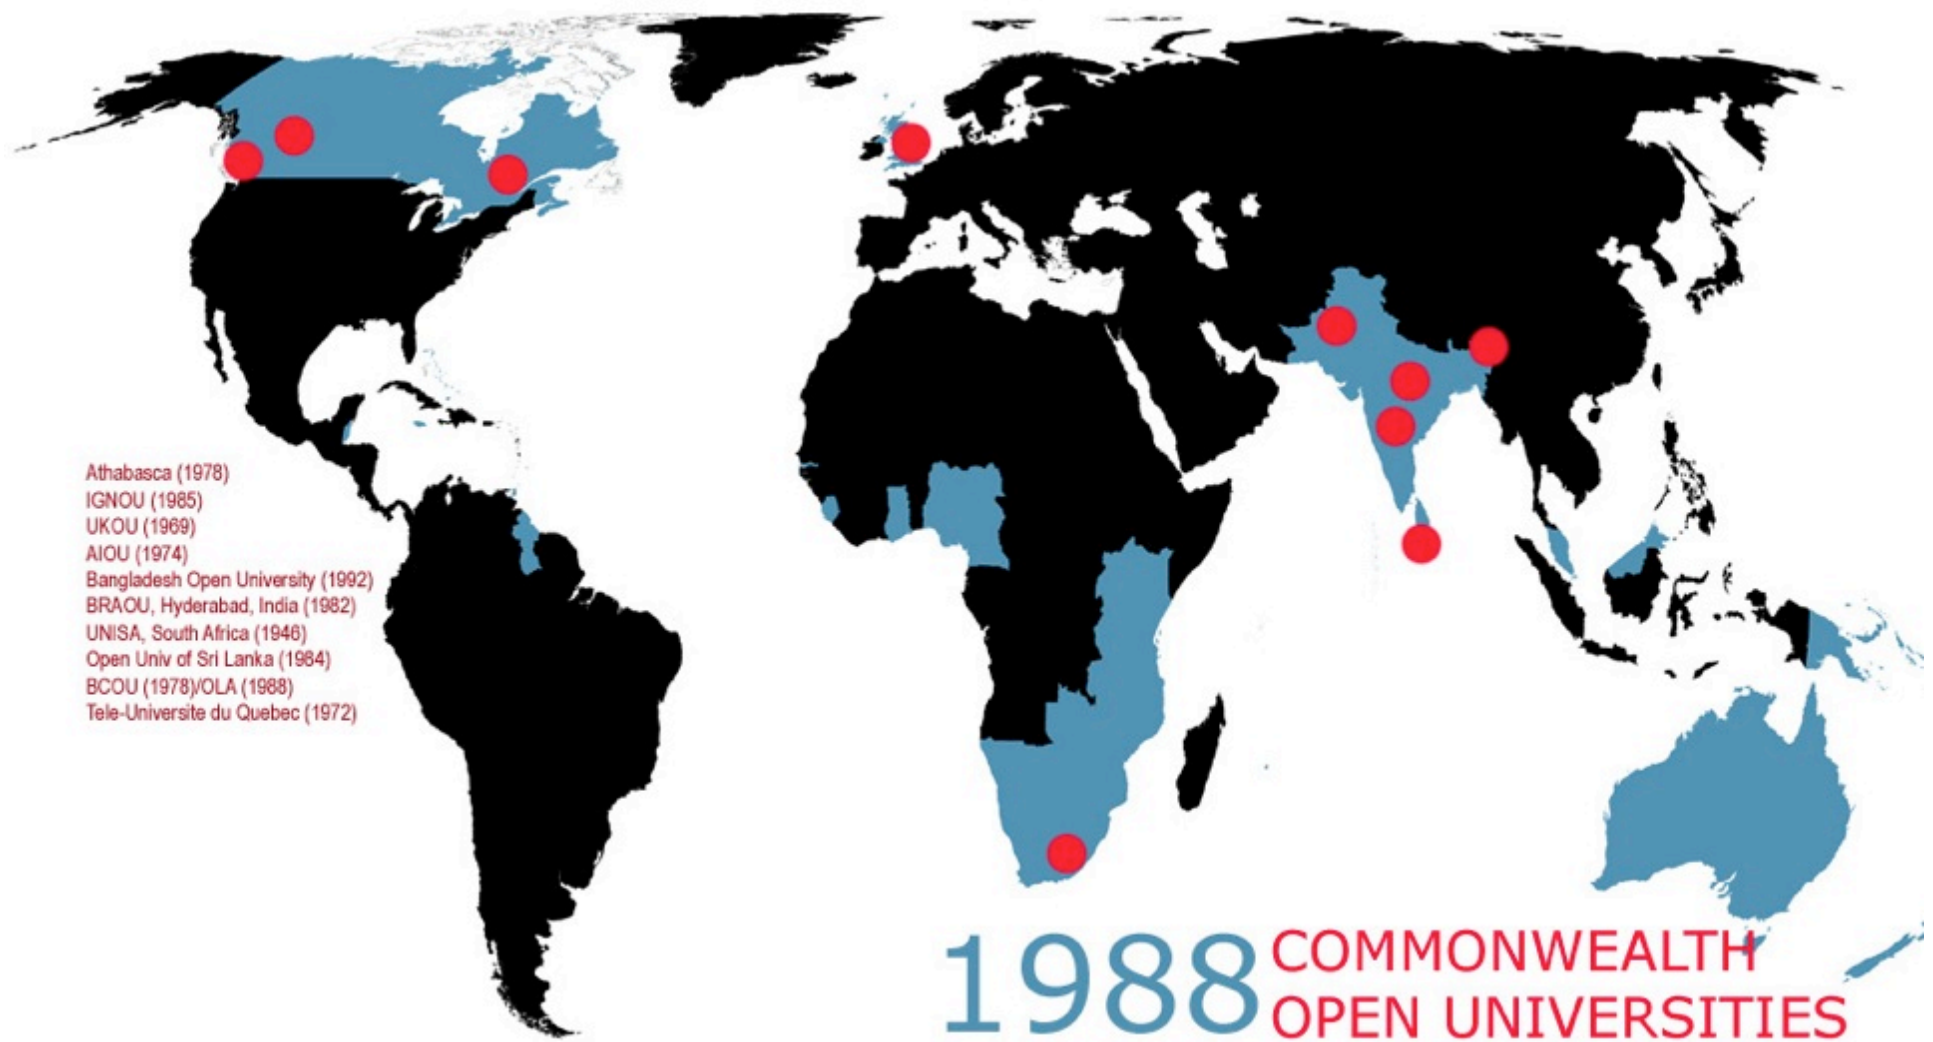 Athabasca (1978)
IGNOU (1985)
UKOU (1969)
AIOU (1974)
Bangladesh Open University (1992)
BRAOU, Hyderabad, India (1982)
UNISA, South Africa (1946)
Open Univ of Sri Lanka (1984)
BCOU (1978)/OLA (1988)
Tele-Universite du Quebec (1972)
1988 COMMONWEALTH
OPEN UNIVERSITIES